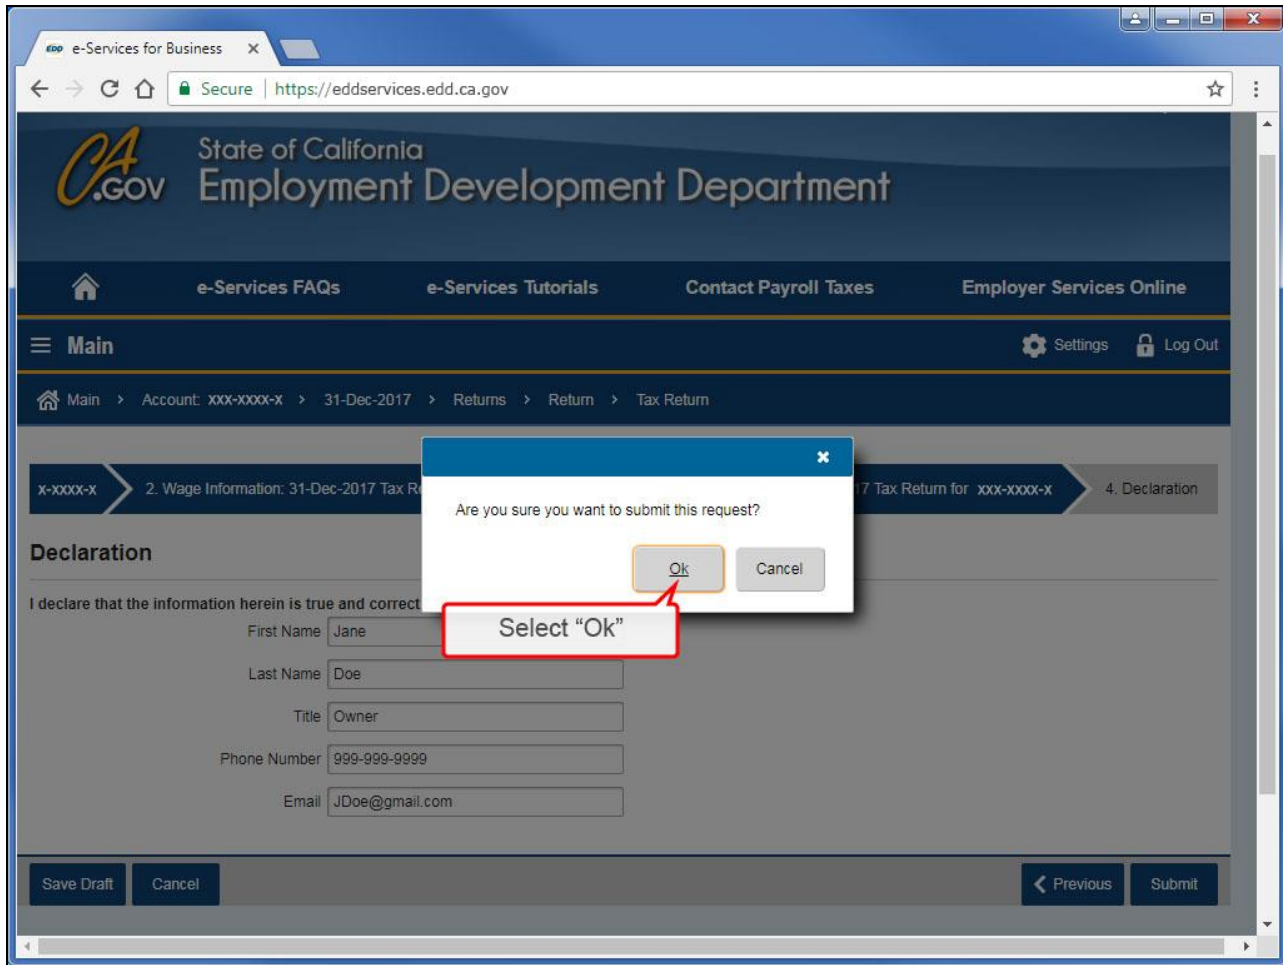 EDD e-Services for Business
Secure | https://eddservices.edd.ca.gov
CA.GOV
State of California
Employment Development Department
e-Services FAQs e-Services Tutorials Contact Payroll Taxes Employer Services Online
Main Settings Log Out
Main > Account: xxx-xxxx-x > 31-Dec-2017 > Returns > Return > Tax Return
x-xxxx-x 2. Wage Information: 31-Dec-2017 Tax 17 Tax Return for xxx-xxxx-x 4. Declaration
Are you sure you want to submit this request?
Ok Cancel
Select “Ok”
Declaration
I declare that the information herein is true and correct
First Name Jane
Last Name Doe
Title Owner
Phone Number 999-999-9999
Email JDoe@gmail.com
Save Draft Cancel Previous Submit